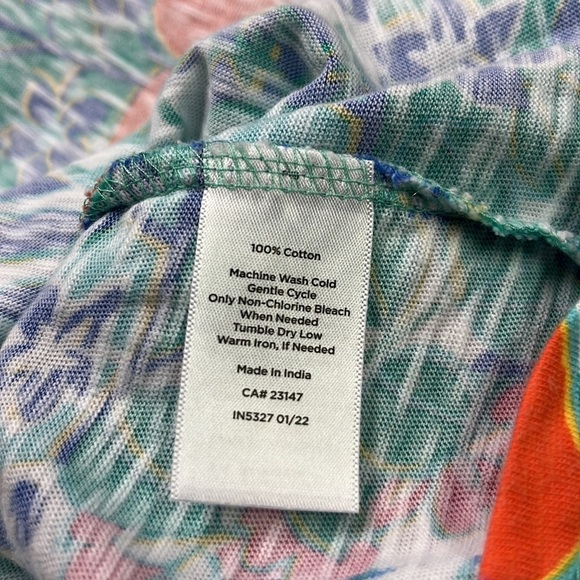 100% Cotton
Machine Wash Cold
Gentle Cycle
Only Non-Chlorine Bleach
When Needed
Tumble Dry Low
Warm Iron, If Needed
Made in India
CA# 23147
IN5327 01/22